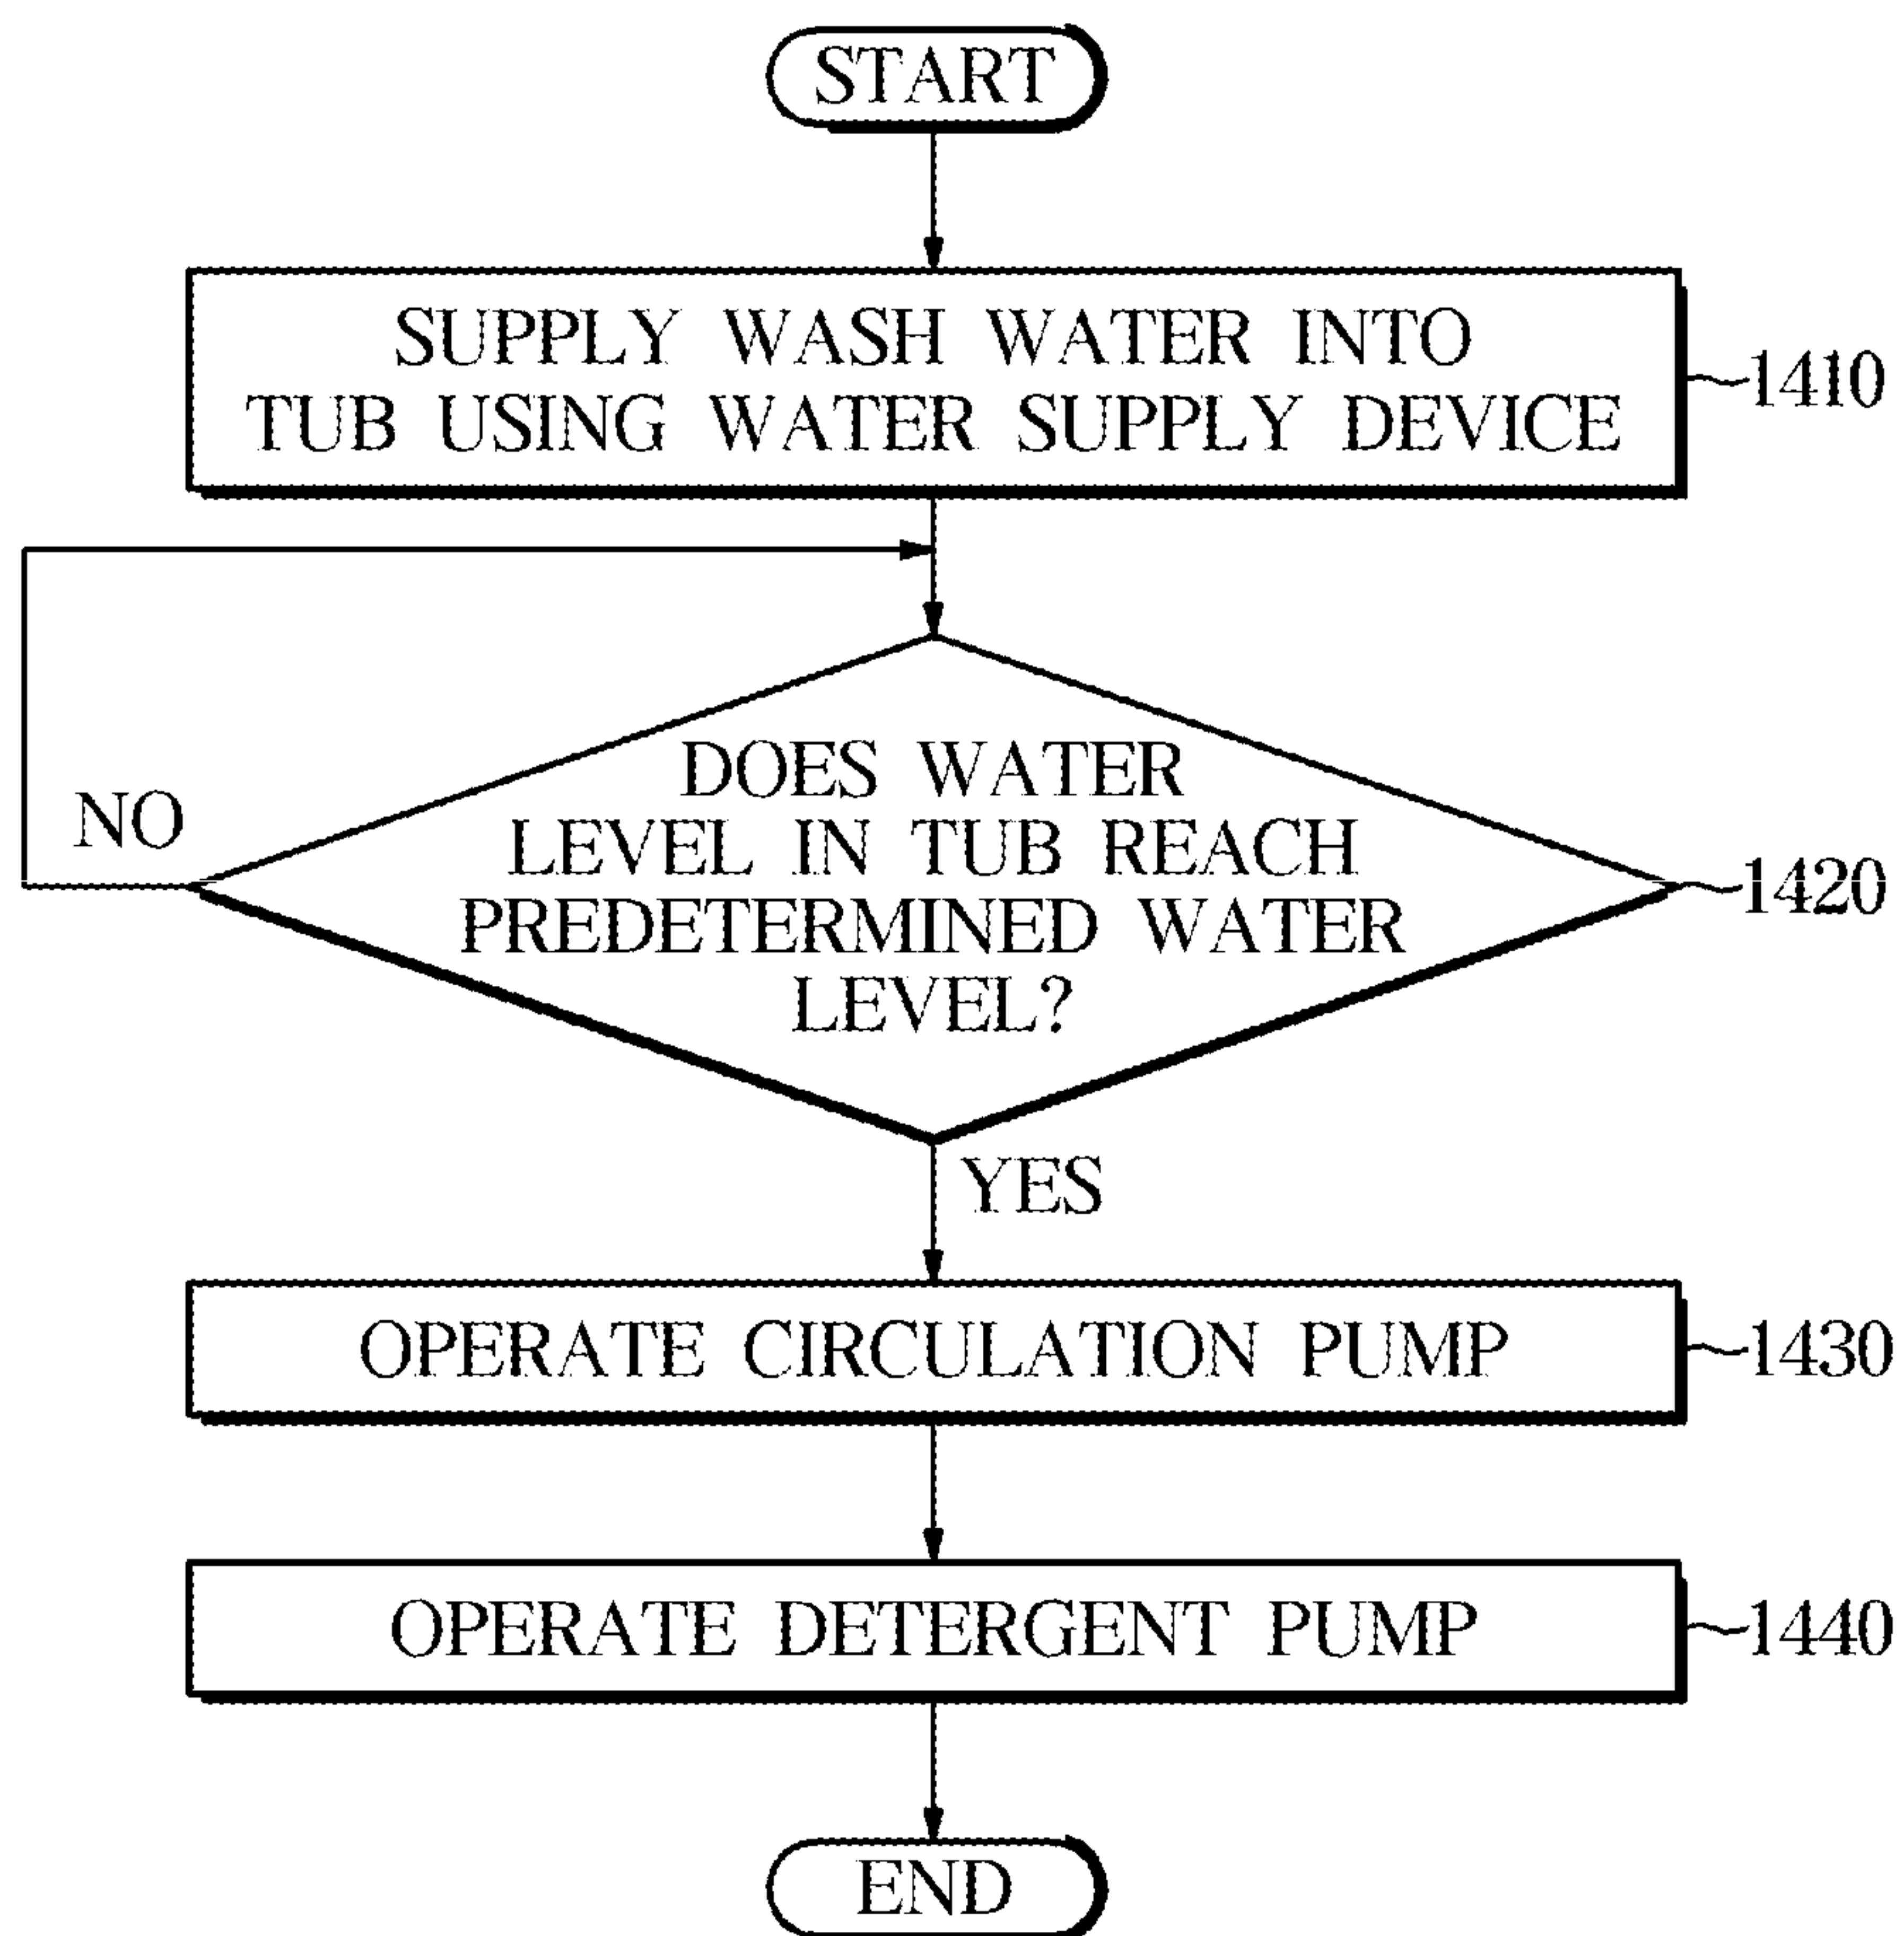 START
SUPPLY WASH WATER INTO
TUB USING WATER SUPPLY DEVICE
1410
DOES WATER
LEVEL IN TUB REACH
PREDETERMINED WATER
LEVEL?
NO
1420
YES
OPERATE CIRCULATION PUMP
1430
OPERATE DETERGENT PUMP
1440
END